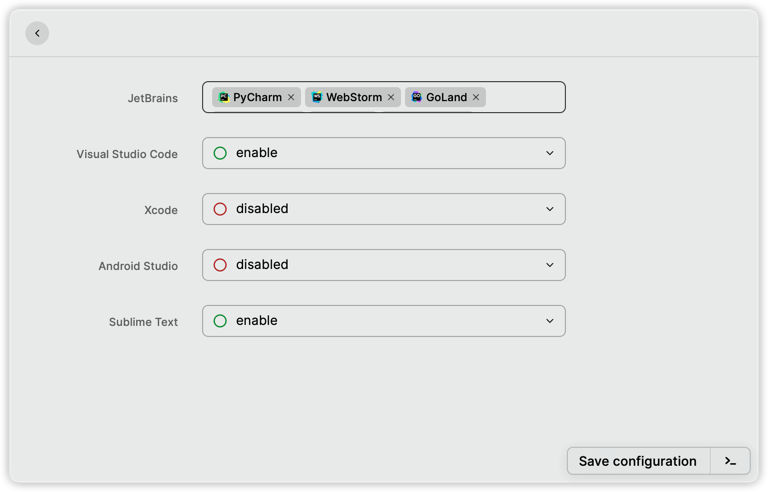 JetBrains PyCharm WebStorm GoLand
Visual Studio Code enable
Xcode disabled
Android Studio disabled
Sublime Text enable
Save configuration